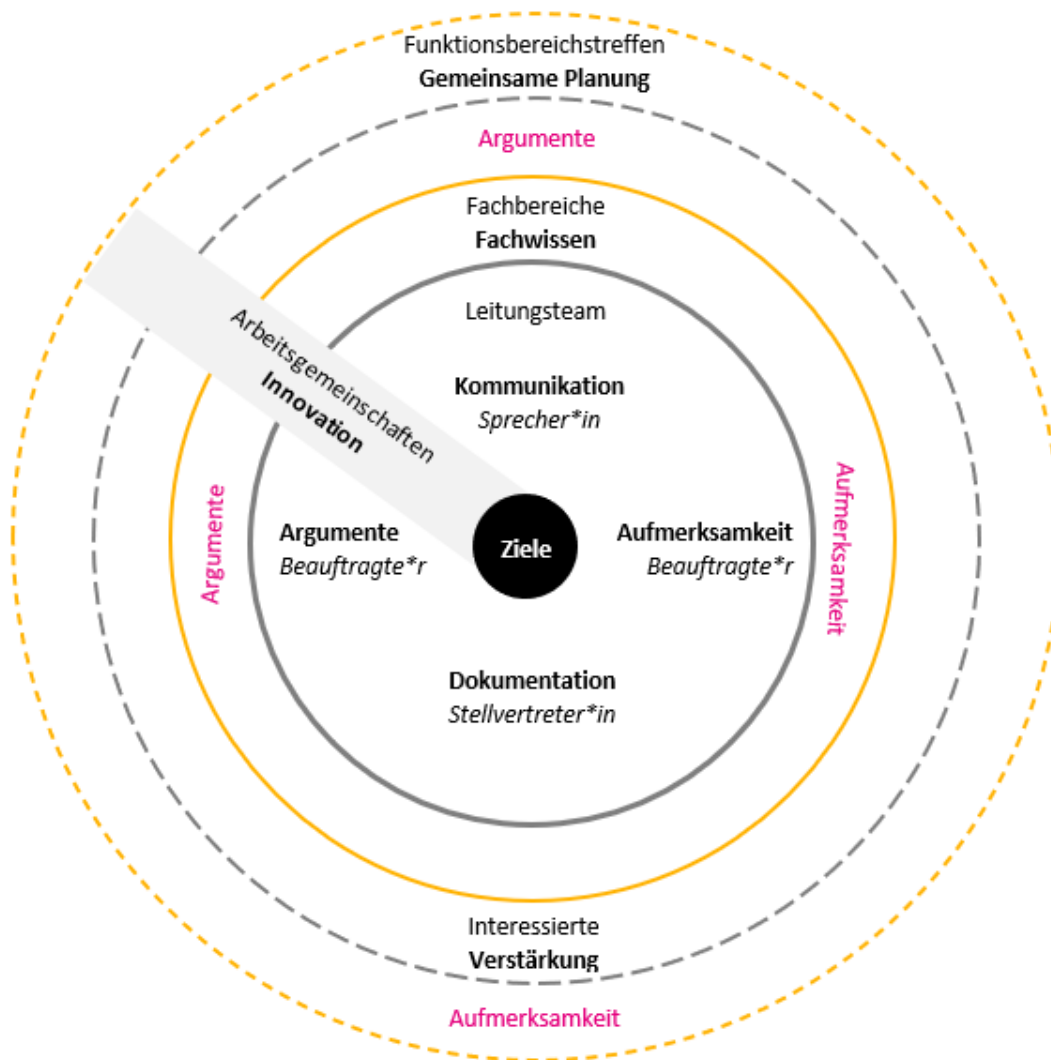 Funktionsbereichstreffen
Gemeinsame Planung
Argumente
Fachbereiche
Fachwissen
Leitungsteam
Arbeitsgemeinschaften
Innovation
Kommunikation
Sprecher*in
Argumente
Argumente
Beauftragte*r
Ziele
Aufmerksamkeit
Beauftragte*r
Aufmerksamkeit
Dokumentation
Stellvertreter*in
Interessierte
Verstärkung
Aufmerksamkeit